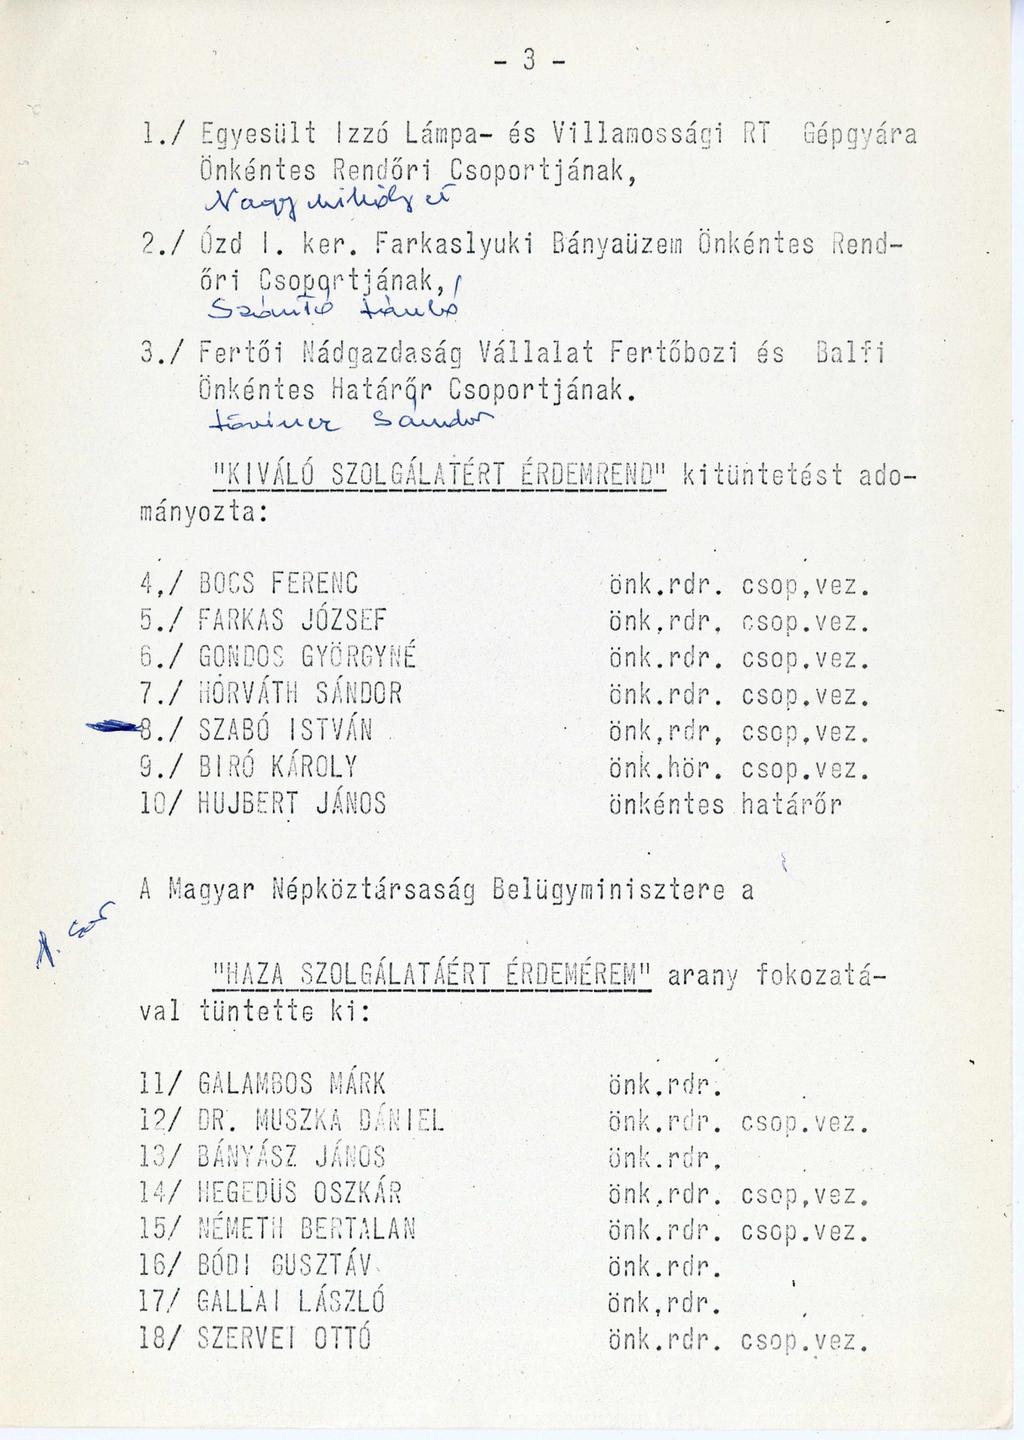 - 3 -
1./ Egyesült Izzó Lámpa- és Villamossági RT Gépgyára
Önkéntes Rendőri Csoportjának,
Nagy Mihály et
2./ Ózd I. ker. Farkaslyuki Bányaüzem Önkéntes Rend-
őri Csoportjának,
Szántó
3./ Fertői Nádgazdaság Vállalat Fertőbozi és Balfi
Önkéntes Határőr Csoportjának.
Sándor
"KIVÁLÓ SZOLGÁLATÉRT ÉRDEMREND" kitüntetést ado-
mányozta:
4,/ BOCS FERENC önk.rdr. csop,vez.
5./ FARKAS JÓZSEF önk,rdr, csop.vez.
6./ GONDOS GYÖRGYNÉ önk.rdr. csop.vez.
7./ HORVÁTH SÁNDOR önk.rdr. csop.vez.
8./ SZABÓ ISTVÁN önk,rdr, csop,vez.
9./ BIRÓ KÁROLY önk.hör. csop.vez.
10/ HUJBERT JÁNOS önkéntes határőr
A Magyar Népköztársaság Belügyminisztere a
"HAZA SZOLGÁLATÁÉRT ÉRDEMÉREM" arany fokozatá-
val tüntette ki:
11/ GALAMBOS MÁRK önk.rdr.
12/ DR. MUSZKA DÁNIEL önk.rdr. csop.vez.
13/ BÁNYÁSZ JÁNOS önk.rdr,
14/ HEGEDÜS OSZKÁR önk.rdr. csop,vez.
15/ NÉMETH BERTALAN önk.rdr. csop.vez.
16/ BÓDI GUSZTÁV önk.rdr.
17/ GALLAI LÁSZLÓ önk,rdr.
18/ SZERVEI OTTÓ önk.rdr. csop.vez.